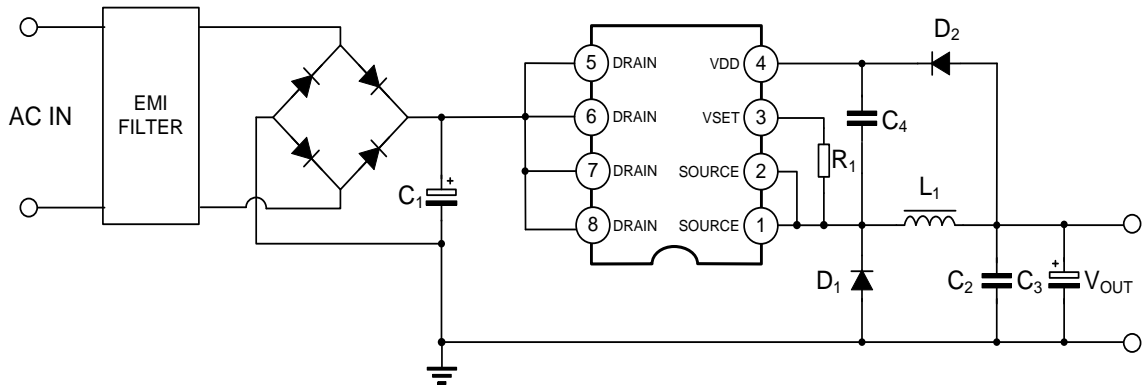 AC IN
EMI
FILTER
C1
5 DRAIN
6 DRAIN
7 DRAIN
8 DRAIN
VDD 4
VSET 3
SOURCE 2
SOURCE 1
R1
C4
D2
L1
D1
C2
C3
+
+
VOUT